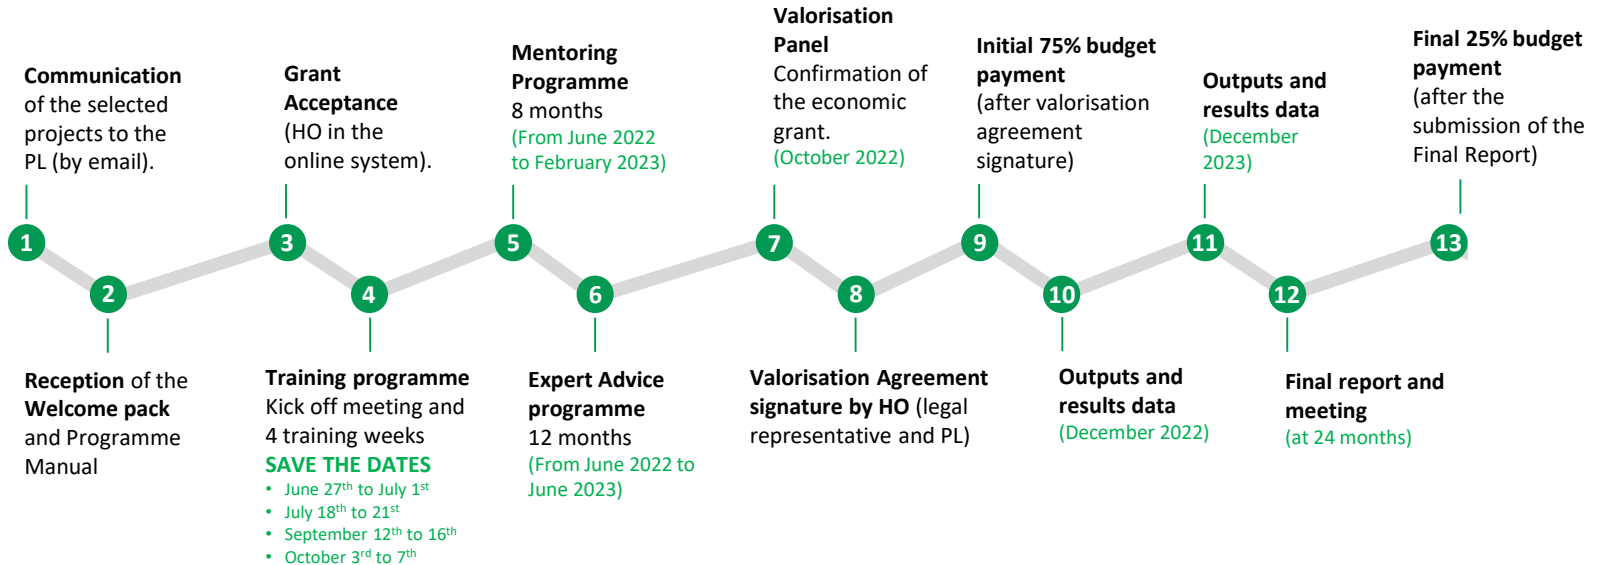 Communication
of the selected
projects to the
PL (by email).
1
Reception of the
Welcome pack
and Programme
Manual
2
Grant
Acceptance
(HO in the
online system).
3
Training programme
Kick off meeting and
4 training weeks
SAVE THE DATES
• June 27th to July 1st
• July 18th to 21st
• September 12th to 16th
• October 3rd to 7th
4
Mentoring
Programme
8 months
(From June 2022
to February 2023)
5
Expert Advice
programme
12 months
(From June 2022 to
June 2023)
6
Valorisation
Panel
Confirmation of
the economic
grant.
(October 2022)
7
Valorisation Agreement
signature by HO (legal
representative and PL)
8
Initial 75% budget
payment
(after valorisation
agreement
signature)
9
Outputs and
results data
(December 2022)
10
Outputs and
results data
(December
2023)
11
Final report and
meeting
(at 24 months)
12
Final 25% budget
payment
(after the
submission of the
Final Report)
13